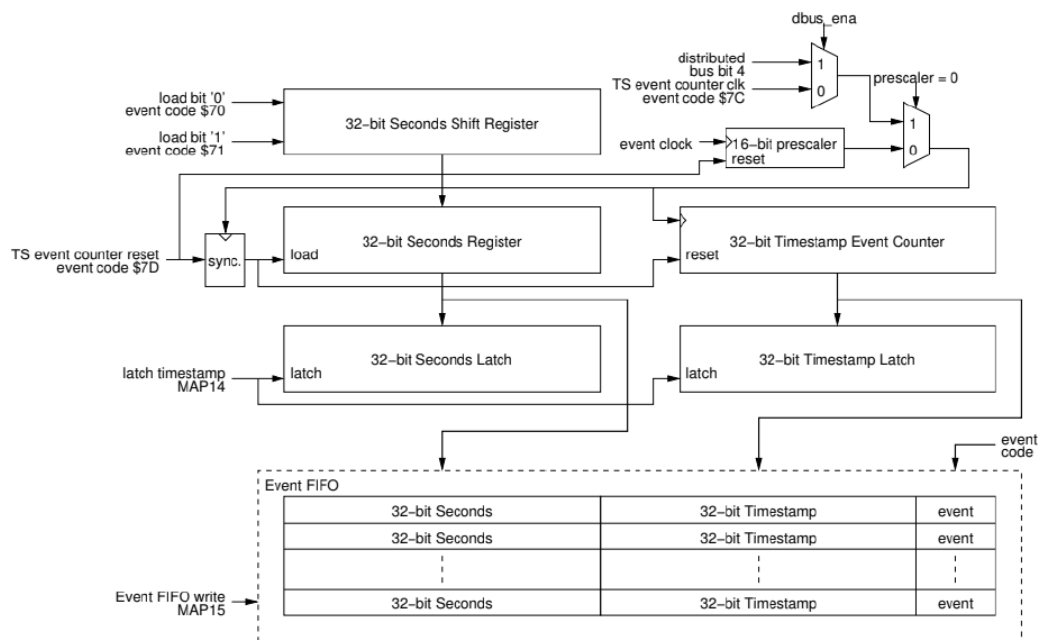 dbus_ena
distributed
bus bit 4
1
TS event counter clk
event code $7C
0
prescaler = 0
load bit '0'
event code $70
32-bit Seconds Shift Register
load bit '1'
event code $71
1
0
event clock
16-bit prescaler
reset
TS event counter reset
event code $7D
sync.
32-bit Seconds Register
load
32-bit Timestamp Event Counter
reset
latch timestamp
MAP14
32-bit Seconds Latch
latch
32-bit Timestamp Latch
latch
event
code
Event FIFO
32-bit Seconds 32-bit Timestamp event
32-bit Seconds 32-bit Timestamp event
Event FIFO write
MAP15
32-bit Seconds 32-bit Timestamp event